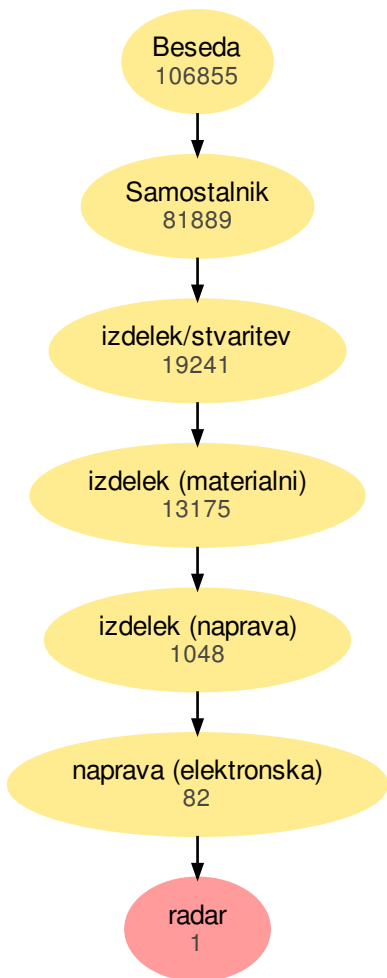 Beseda
106855
Samostalnik
81889
izdelek/stvaritev
19241
izdelek (materialni)
13175
izdelek (naprava)
1048
naprava (elektronska)
82
radar
1